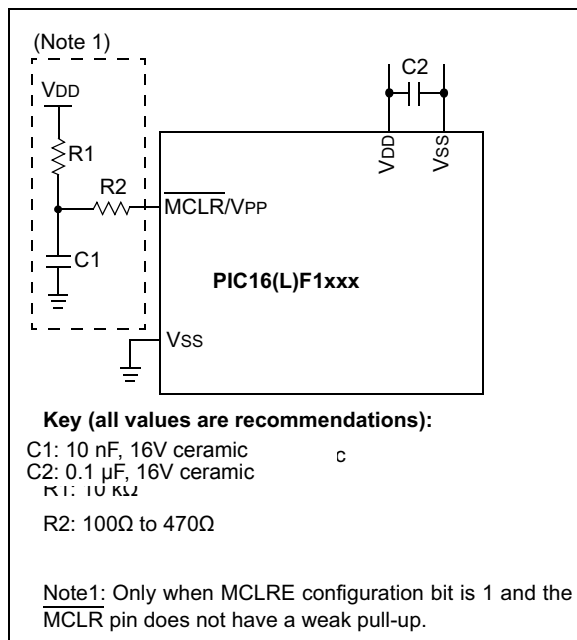 (Note 1)
VDD
R1
R2
C1
C2
VDD
VSS
MCLR/VPP
PIC16(L)F1xxx
VSS
Key (all values are recommendations):
C1: 10 nF, 16V ceramic
c
C2: 0.1 µF, 16V ceramic
R1: 10 kΩ
R2: 100Ω to 470Ω
Note1: Only when MCLRE configuration bit is 1 and the
MCLR pin does not have a weak pull-up.